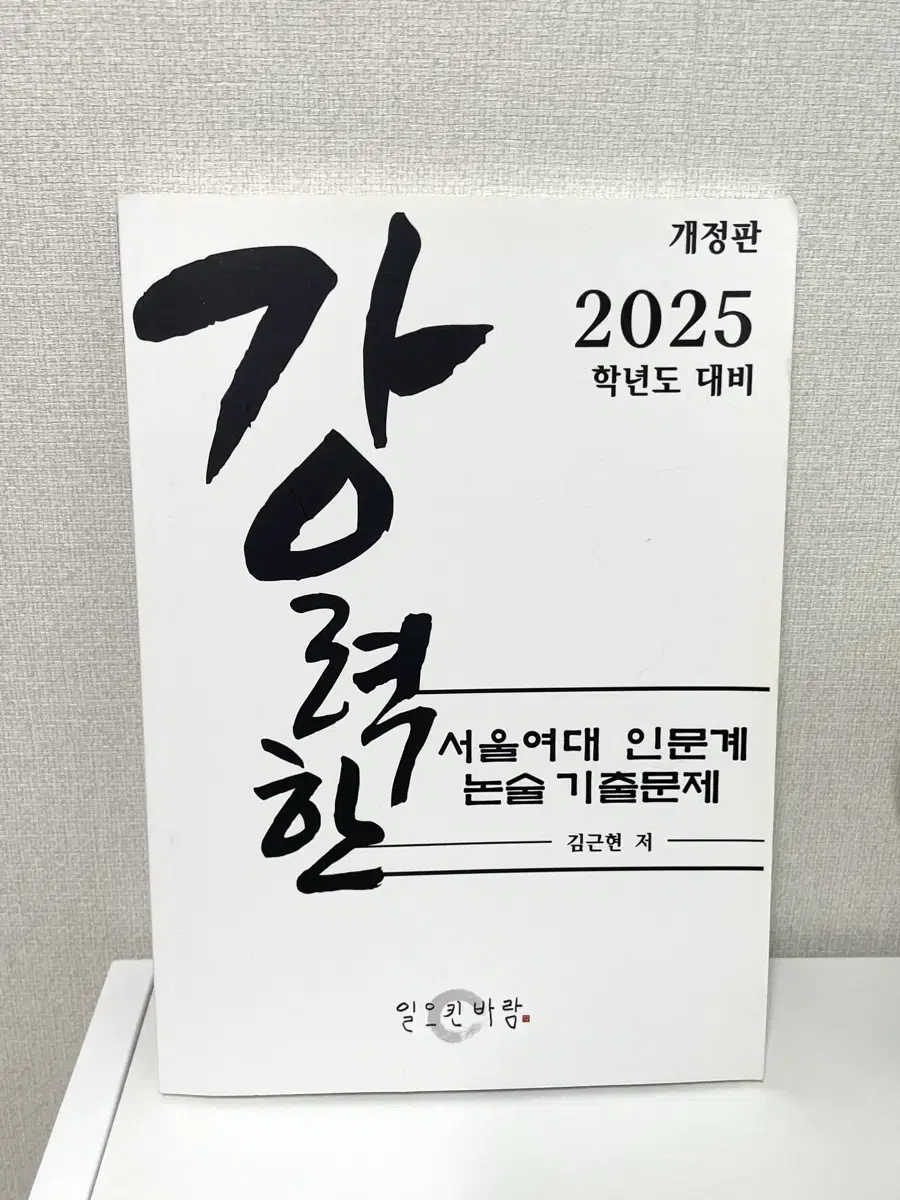 개정판
2025
학년도 대비
강력한
서울여대 인문계
논술 기출문제
김근현 저
일으킨 바람